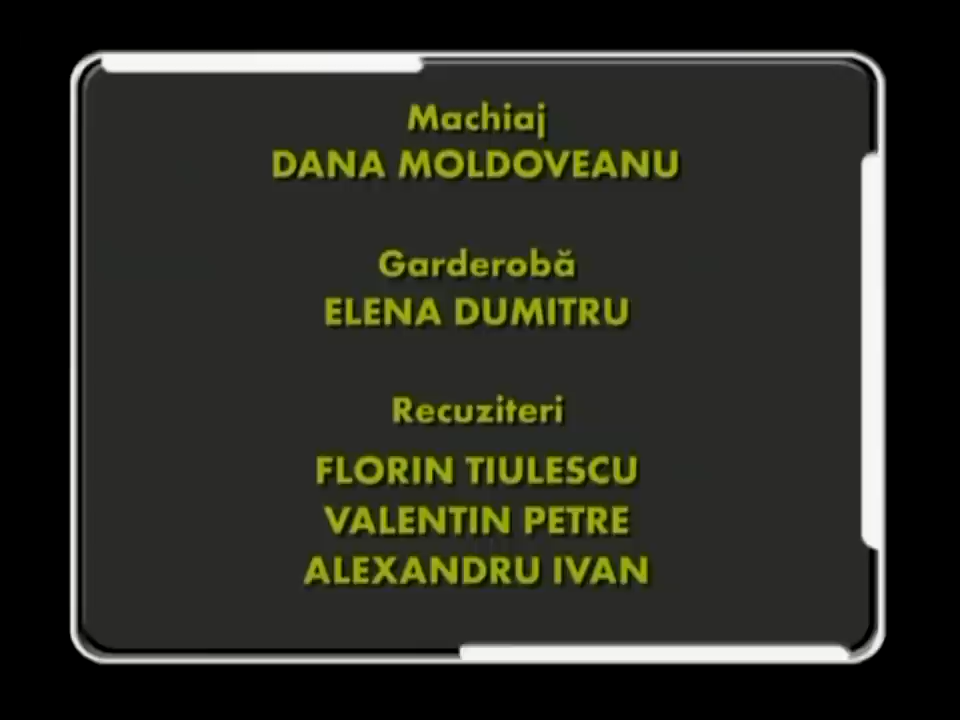 Machiaj
DANA MOLDOVEANU
Garderobă
ELENA DUMITRU
Recuziteri
FLORIN TIULESCU
VALENTIN PETRE
ALEXANDRU IVAN